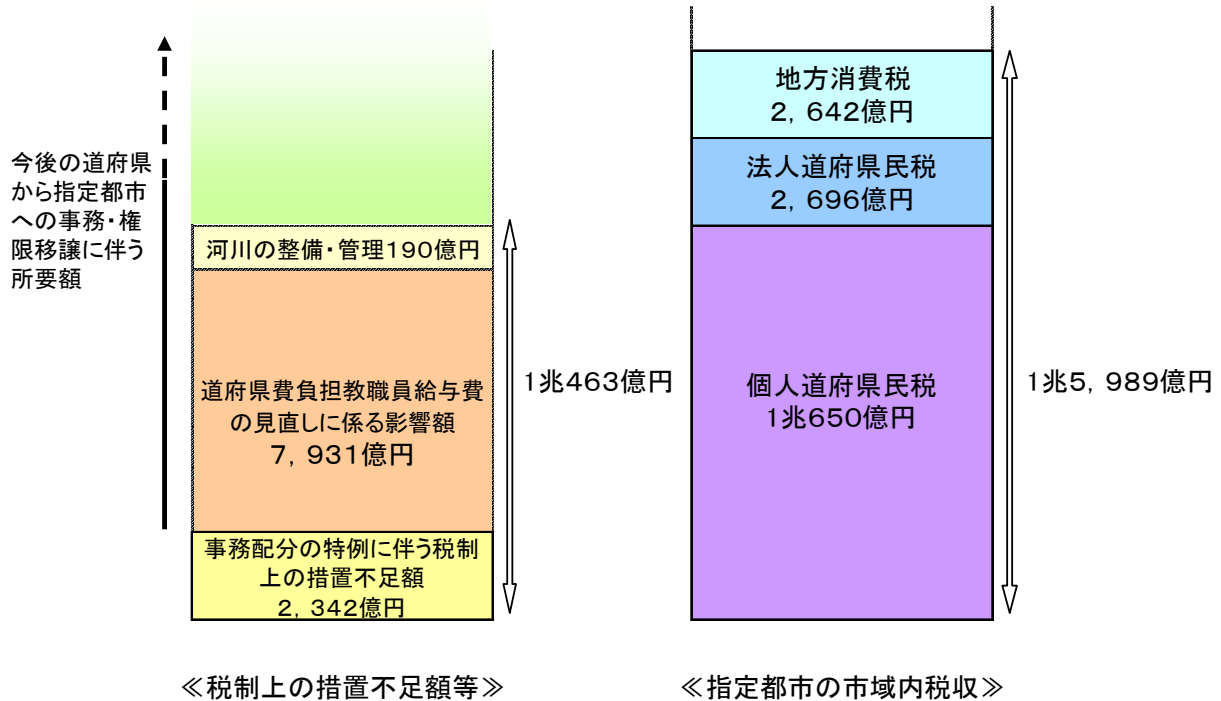 今後の道府県
から指定都市
への事務・権
限移譲に伴う
所要額
河川の整備・管理190億円
道府県費負担教職員給与費
の見直しに係る影響額
7,931億円
事務配分の特例に伴う税制
上の措置不足額
2,342億円
1兆463億円
≪税制上の措置不足額等≫
地方消費税
2,642億円
法人道府県民税
2,696億円
個人道府県民税
1兆650億円
1兆5,989億円
≪指定都市の市域内税収≫